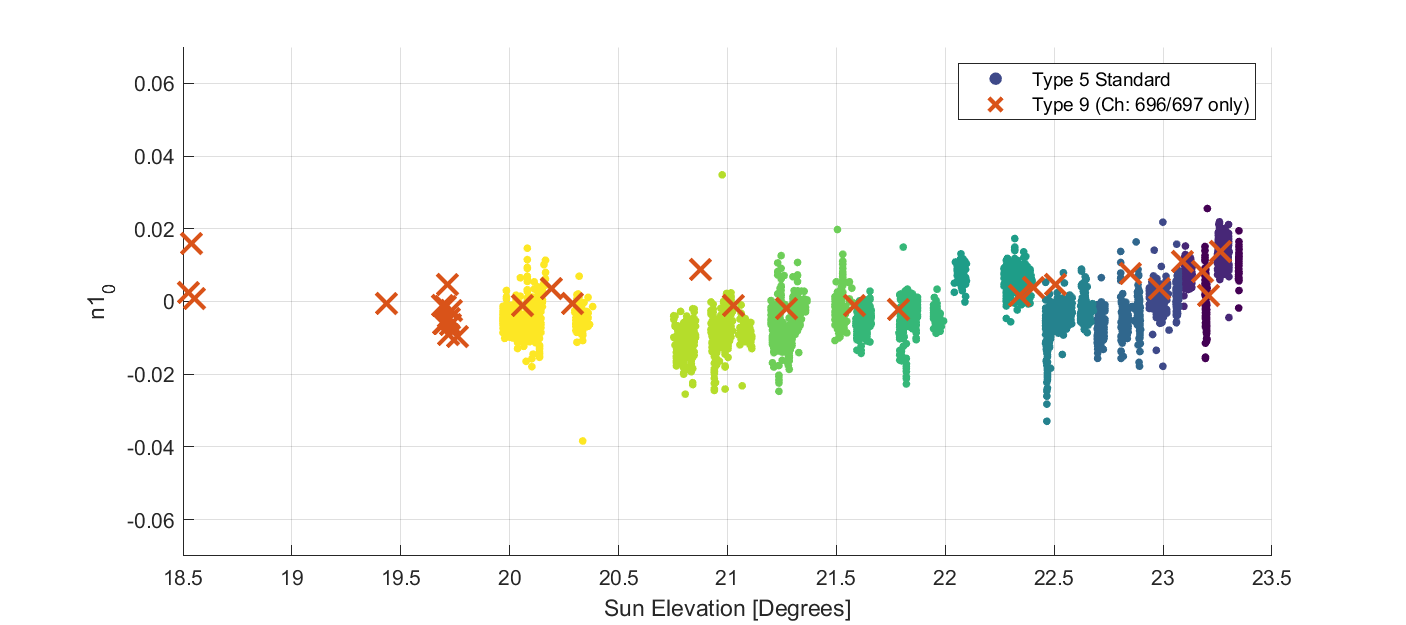 0.06
0.04
0.02
0
-0.02
-0.04
-0.06
n1₀
18.5 19 19.5 20 20.5 21 21.5 22 22.5 23 23.5
Sun Elevation [Degrees]
Type 5 Standard
Type 9 (Ch: 696/697 only)